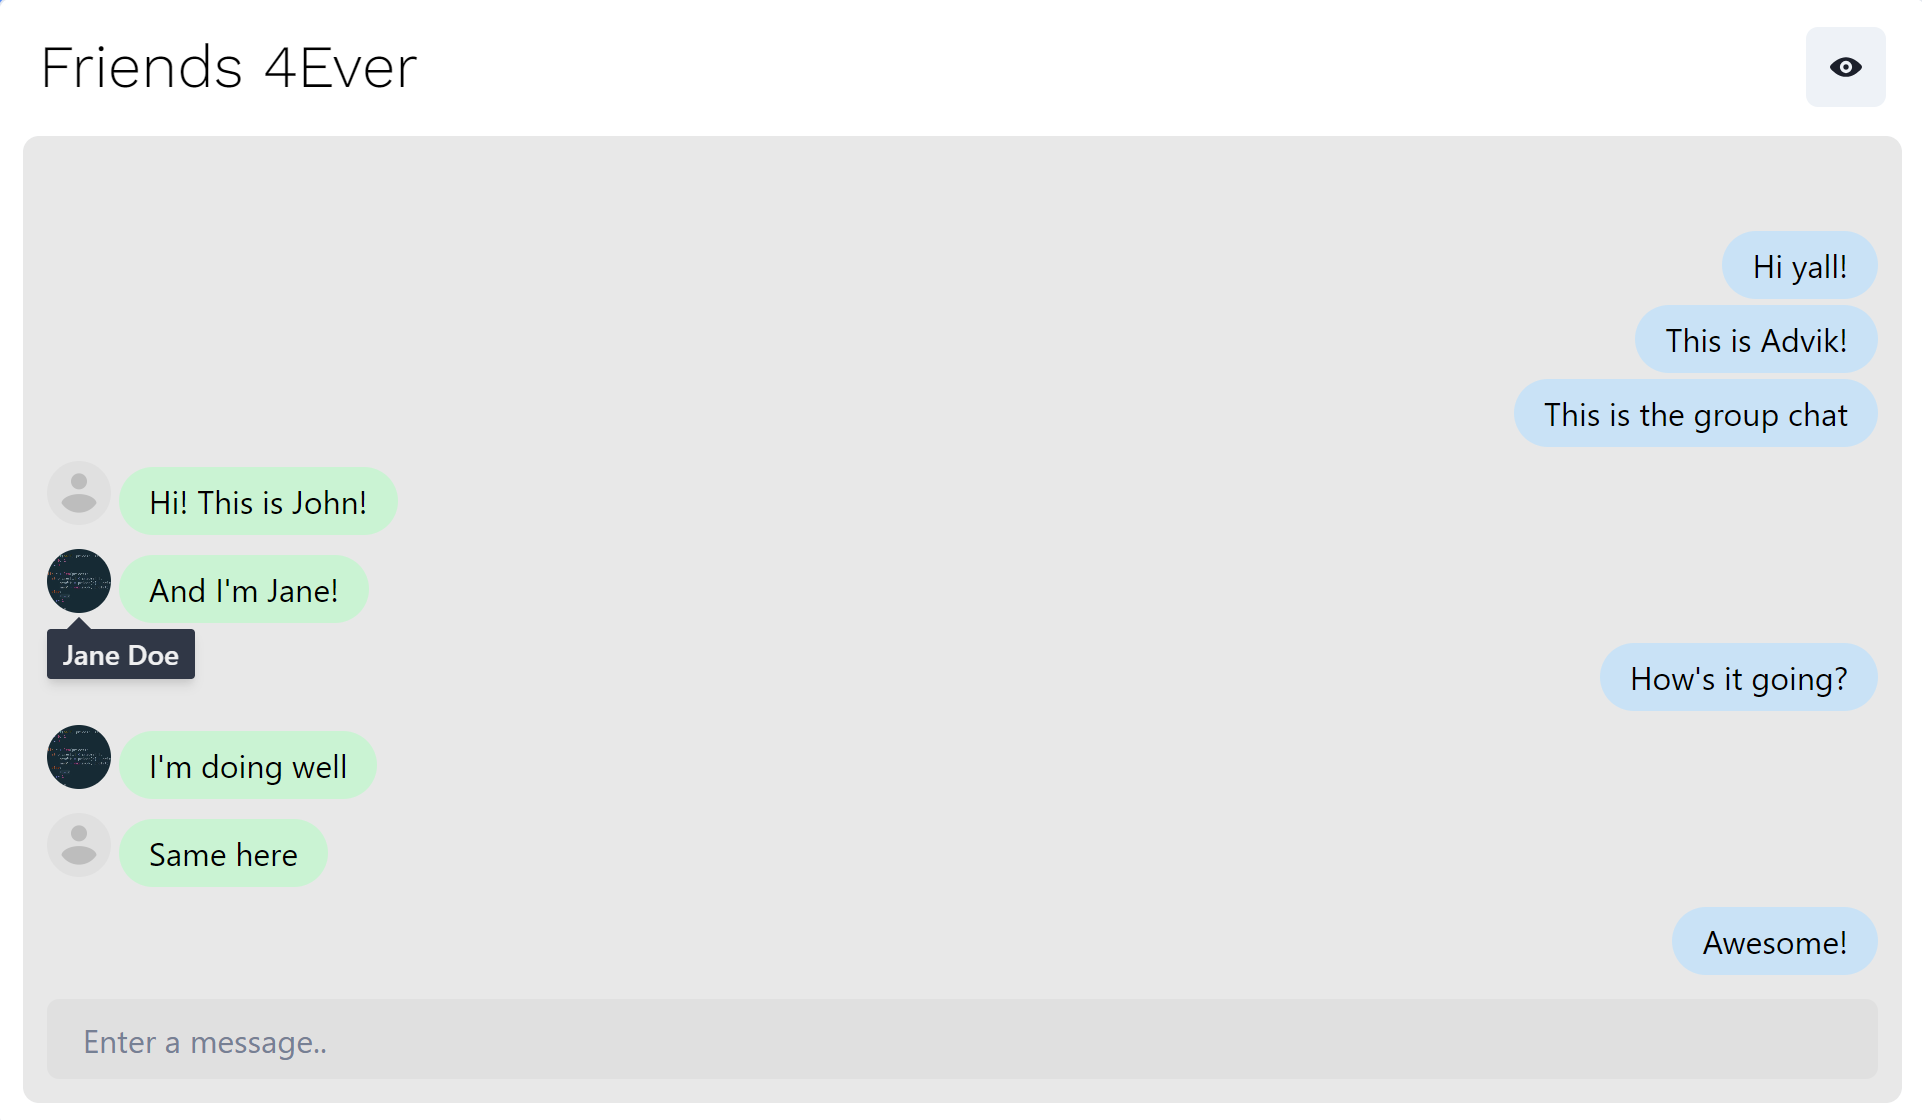 Friends 4Ever
Hi yall!
This is Advik!
This is the group chat
Hi! This is John!
And I'm Jane!
Jane Doe
How's it going?
I'm doing well
Same here
Awesome!
Enter a message..